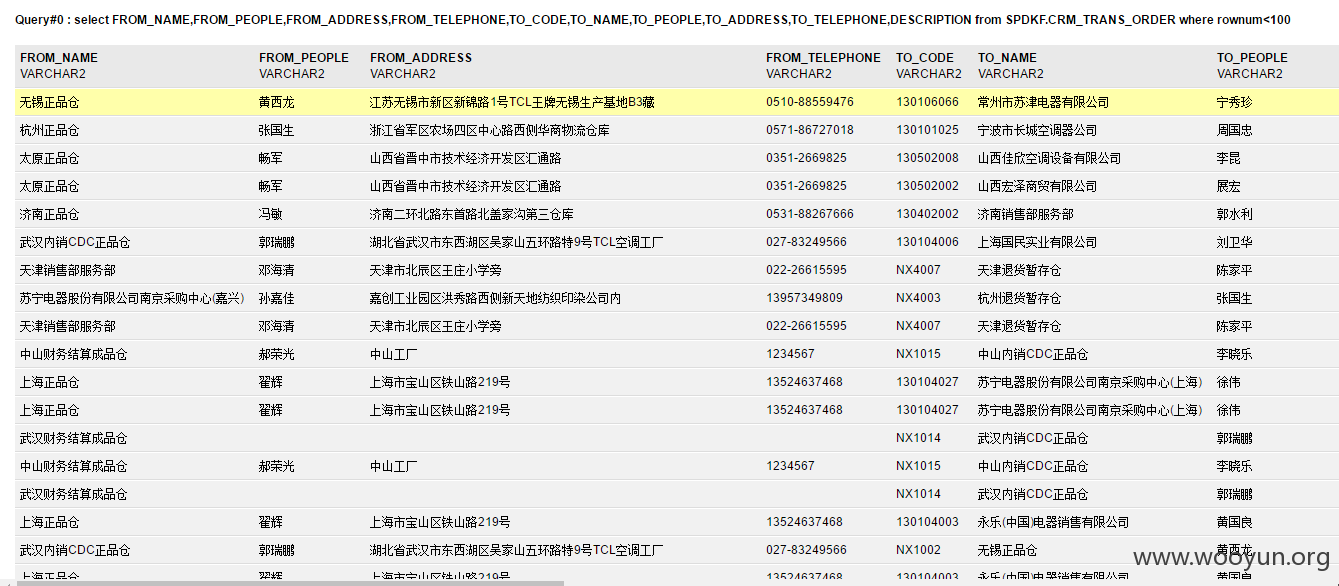 Query#0 : select FROM_NAME,FROM_PEOPLE,FROM_ADDRESS,FROM_TELEPHONE,TO_CODE,TO_NAME,TO_PEOPLE,TO_ADDRESS,TO_TELEPHONE,DESCRIPTION from SPDKF.CRM_TRANS_ORDER where rownum<100
FROM_NAME FROM_PEOPLE FROM_ADDRESS FROM_TELEPHONE TO_CODE TO_NAME TO_PEOPLE
VARCHAR2 VARCHAR2 VARCHAR2 VARCHAR2 VARCHAR2 VARCHAR2 VARCHAR2
无锡正品仓 黄西龙 江苏无锡市新区新锦路1号TCL王牌无锡生产基地B3藏 0510-88559476 130106066 常州市苏津电器有限公司 宁秀珍
杭州正品仓 张国生 浙江省军区农场四区中心路西侧华商物流仓库 0571-86727018 130101025 宁波市长城空调器公司 周国忠
太原正品仓 畅军 山西省晋中市技术经济开发区汇通路 0351-2669825 130502008 山西佳欣空调设备有限公司 李昆
太原正品仓 畅军 山西省晋中市技术经济开发区汇通路 0351-2669825 130502002 山西宏泽商贸有限公司 展宏
济南正品仓 冯敏 济南二环北路东首路北盖家沟第三仓库 0531-88267666 130402002 济南销售部服务部 郭水利
武汉内销CDC正品仓 郭瑞鹏 湖北省武汉市东西湖区吴家山五环路特9号TCL空调工厂 027-83249566 130104006 上海国民实业有限公司 刘卫华
天津销售部服务部 邓海清 天津市北辰区王庄小学旁 022-26615595 NX4007 天津退货暂存仓 陈家平
苏宁电器股份有限公司南京采购中心(嘉兴) 孙嘉佳 嘉创工业园区洪秀路西侧新天地纺织印染公司内 13957349809 NX4003 杭州退货暂存仓 张国生
天津销售部服务部 邓海清 天津市北辰区王庄小学旁 022-26615595 NX4007 天津退货暂存仓 陈家平
中山财务结算成品仓 郝荣光 中山工厂 1234567 NX1015 中山内销CDC正品仓 李晓乐
上海正品仓 翟辉 上海市宝山区铁山路219号 13524637468 130104027 苏宁电器股份有限公司南京采购中心(上海) 徐伟
上海正品仓 翟辉 上海市宝山区铁山路219号 13524637468 130104027 苏宁电器股份有限公司南京采购中心(上海) 徐伟
武汉财务结算成品仓 NX1014 武汉内销CDC正品仓 郭瑞鹏
中山财务结算成品仓 郝荣光 中山工厂 1234567 NX1015 中山内销CDC正品仓 李晓乐
武汉财务结算成品仓 NX1014 武汉内销CDC正品仓 郭瑞鹏
上海正品仓 翟辉 上海市宝山区铁山路219号 13524637468 130104003 永乐(中国)电器销售有限公司 黄国良
武汉内销CDC正品仓 郭瑞鹏 湖北省武汉市东西湖区吴家山五环路特9号TCL空调工厂 027-83249566 NX1002 无锡正品仓 黄西龙
www.wooyun.org
上海正品仓 翟辉 上海市宝山区铁山路219号 13524637468 130104003 永乐(中国)电器销售有限公司 黄国良